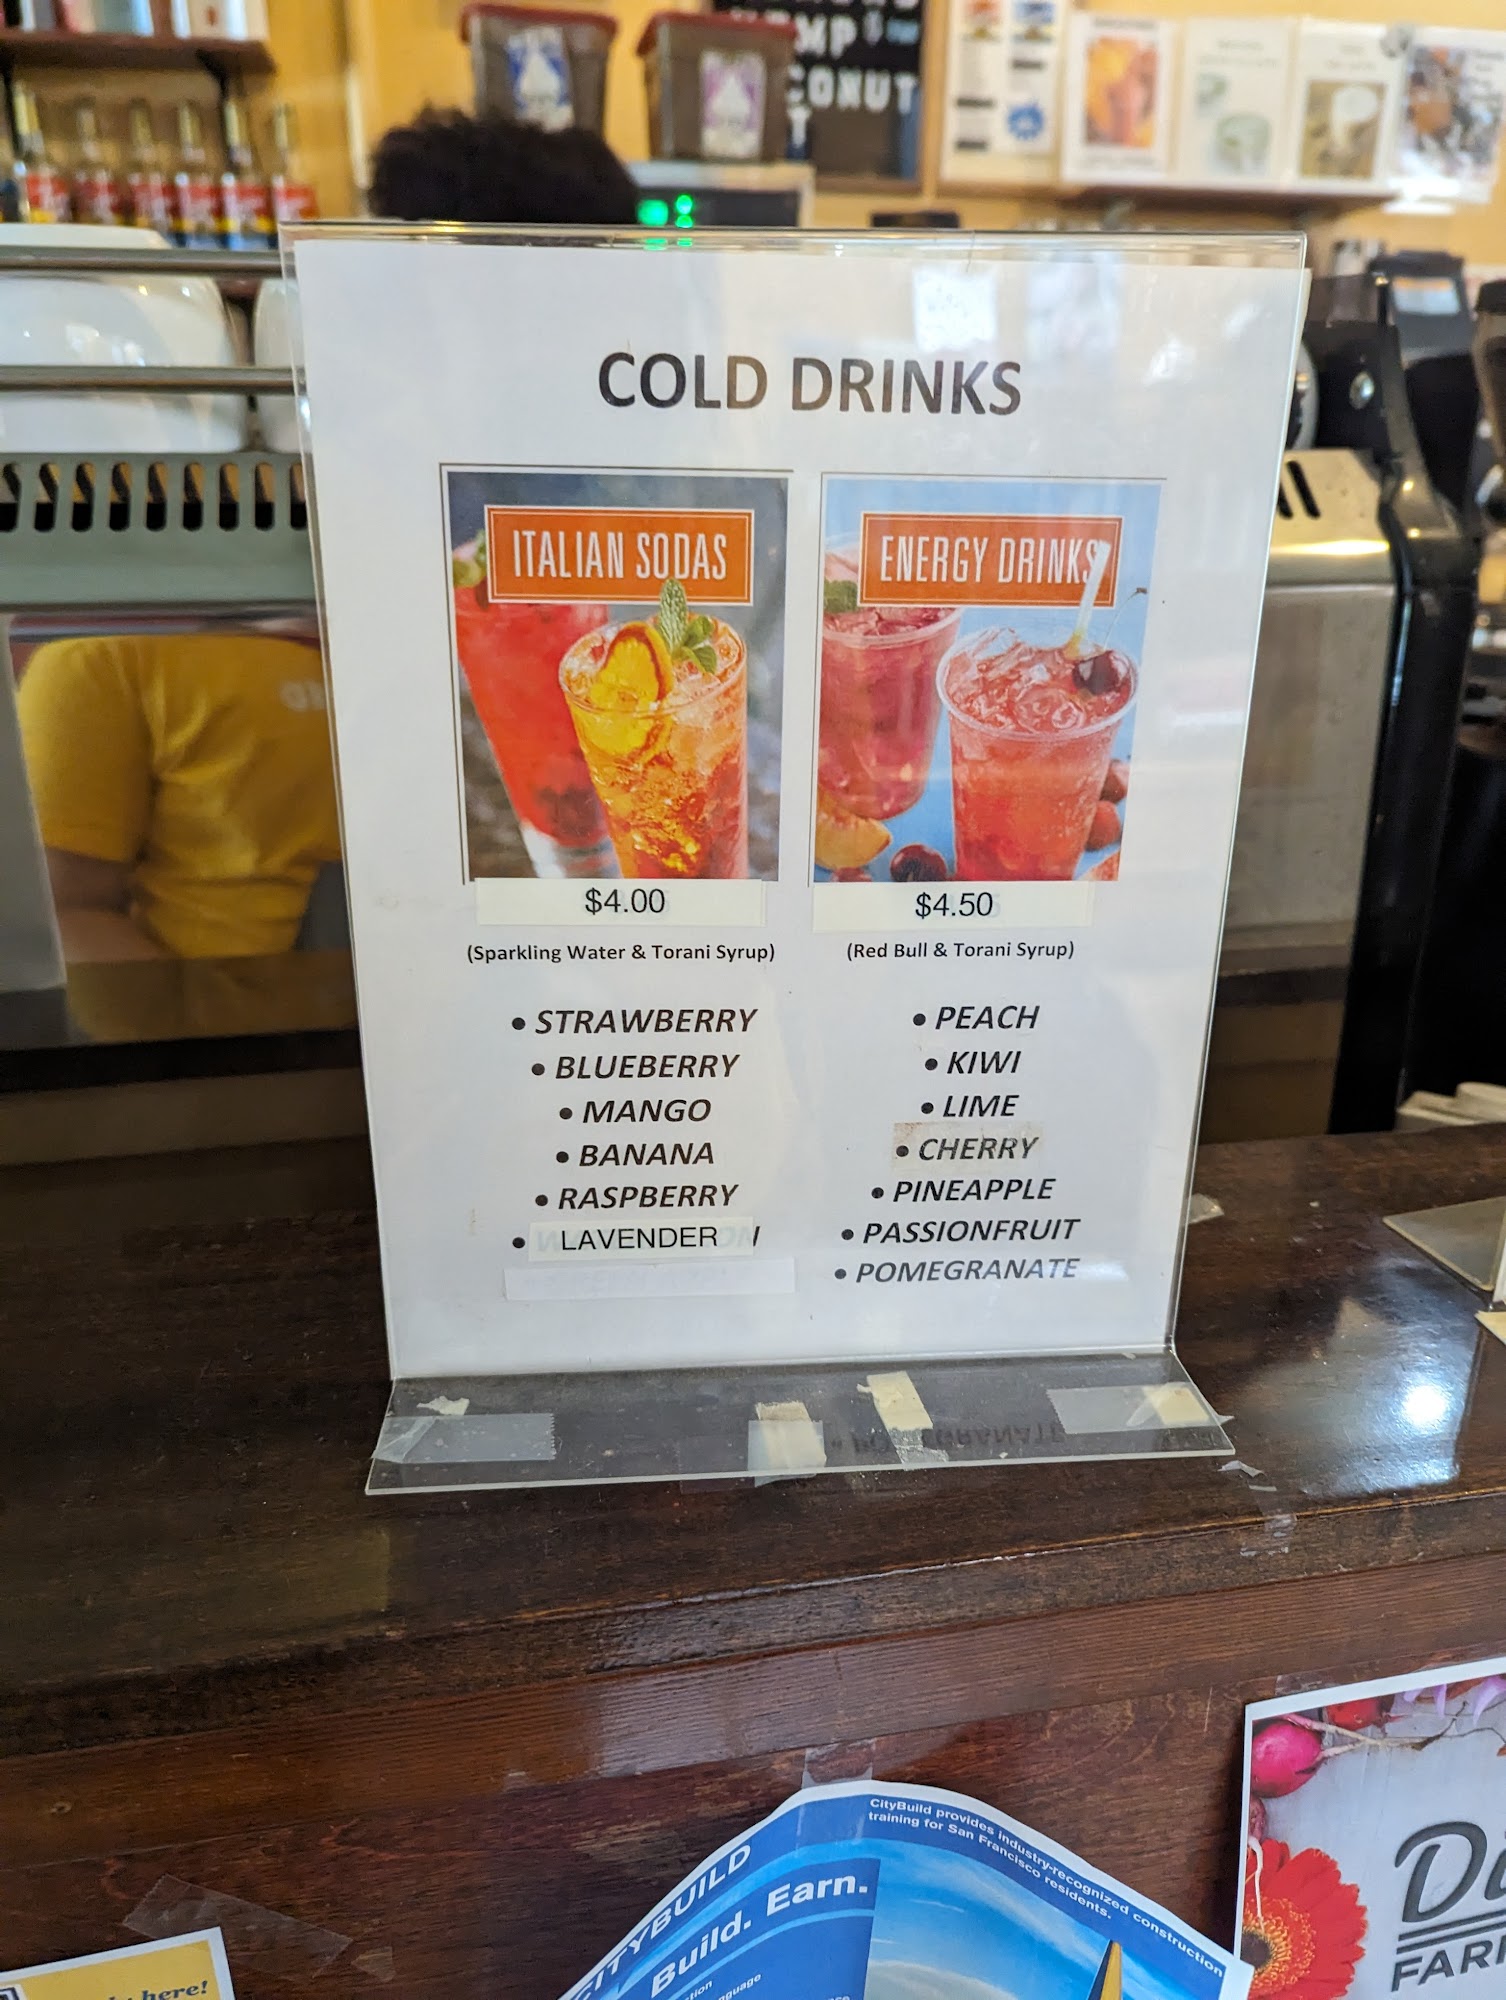 COLD DRINKS
ITALIAN SODAS
$4.00
(Sparkling Water & Torani Syrup)
• STRAWBERRY
• BLUEBERRY
• MANGO
• BANANA
• RASPBERRY
• LAVENDER
ENERGY DRINKS
$4.50
(Red Bull & Torani Syrup)
• PEACH
• KIWI
• LIME
• CHERRY
• PINEAPPLE
• PASSIONFRUIT
• POMEGRANATE
CITYBUILD
Build. Earn.
CityBuild provides industry-recognized construction
training for San Francisco residents.
here!